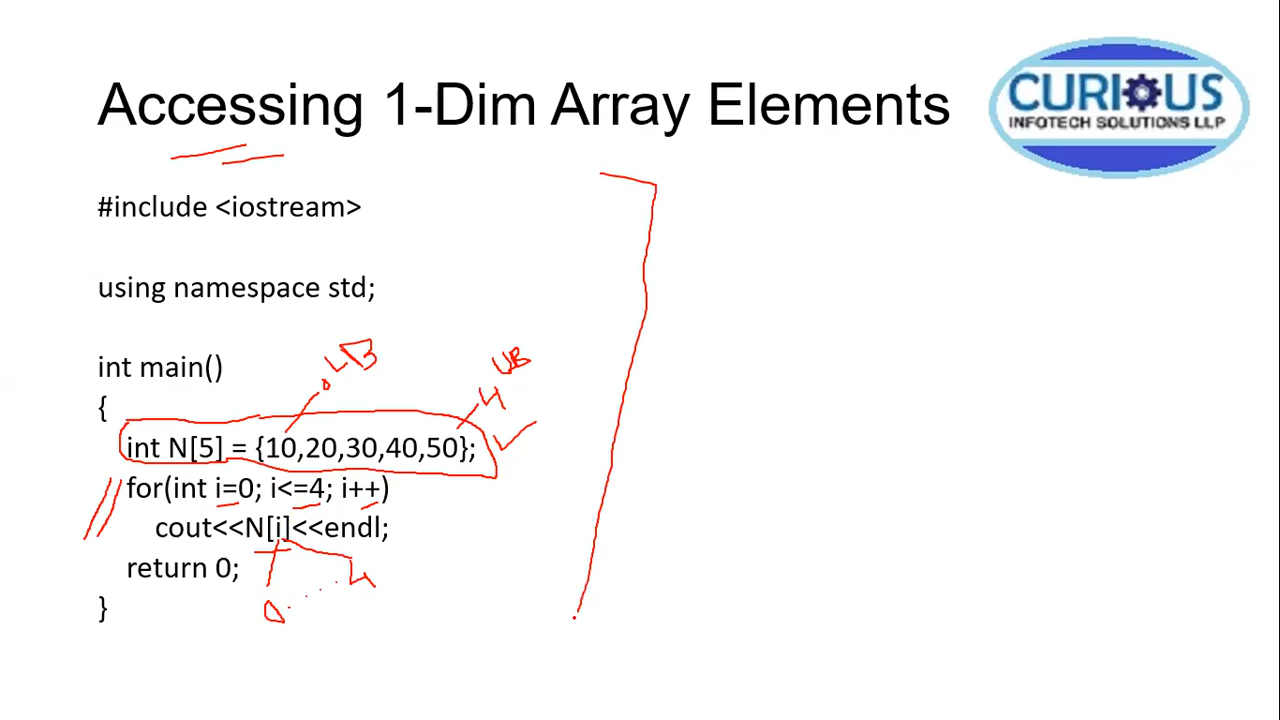 Accessing 1-Dim Array Elements
CURIOUS
INFOTECH SOLUTIONS LLP
#include <iostream>
using namespace std;
int main()
{
LB
0
UB
4
int N[5] = {10,20,30,40,50};
for(int i=0; i<=4; i++)
cout<<N[i]<<endl;
return 0;
}
0....4